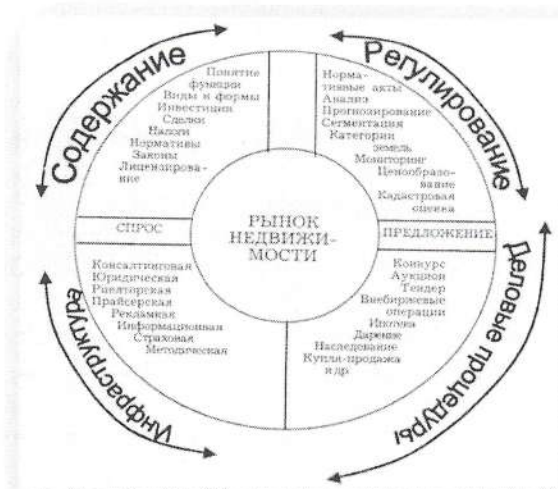 Содержание
Понятие
функции
Виды и формы
Инвестиции
Сделки
Налоги
Нормативы
Законы
Лицензирова-
ние
Регулирование
Норма-
тивные акты
Анализ
Прогнозирование
Сегментация
Категории
земель
Мониторинг
Ценообразо-
вание
Кадастровая
оценка
СПРОС
РЫНОК
НЕДВИЖИ-
МОСТИ
ПРЕДЛОЖЕНИЕ
Инфраструктура
Консалтинговая
Юридическая
Риелторская
Прайсерская
Рекламная
Информационная
Страховая
Методическая
Деловые процедуры
Конкурс
Аукцион
Тендер
Внебиржевые
операции
Ипотека
Дарение
Наследование
Купля-продажа
и др.